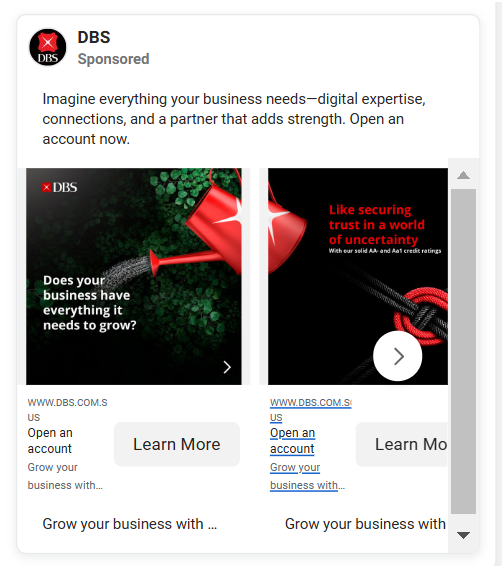 DBS
Sponsored
DBS
Imagine everything your business needs—digital expertise,
connections, and a partner that adds strength. Open an
account now.
DBS
Does your
business have
everything it
needs to grow?
WWW.DBS.COM.S
US
Open an
account
Grow your
business with...
Learn More
Grow your business with ...
Like securing
trust in a world
of uncertainty
With our solid AA- and Aa1 credit ratings
WWW.DBS.COM.S
US
Open an
account
Grow your
business with...
Learn Mo
Grow your business with